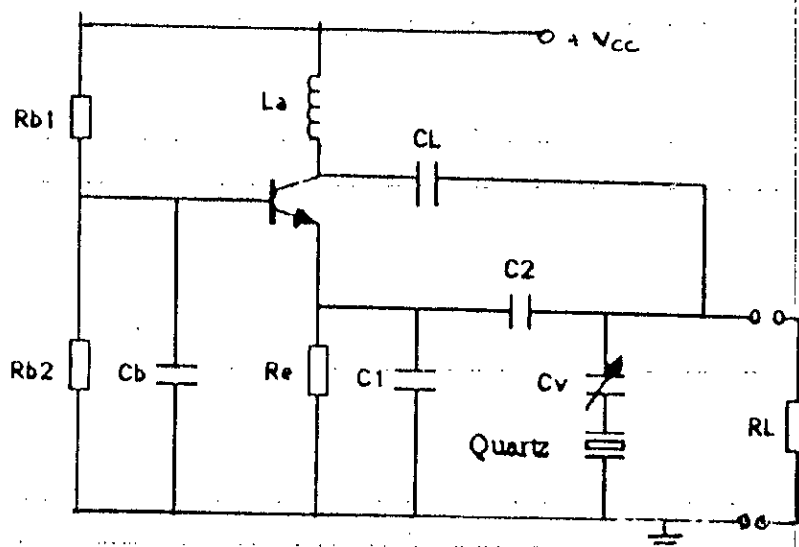 + Vcc
La
Rb1
CL
C2
Rb2
Cb
Re
C1
Cv
RL
Quartz